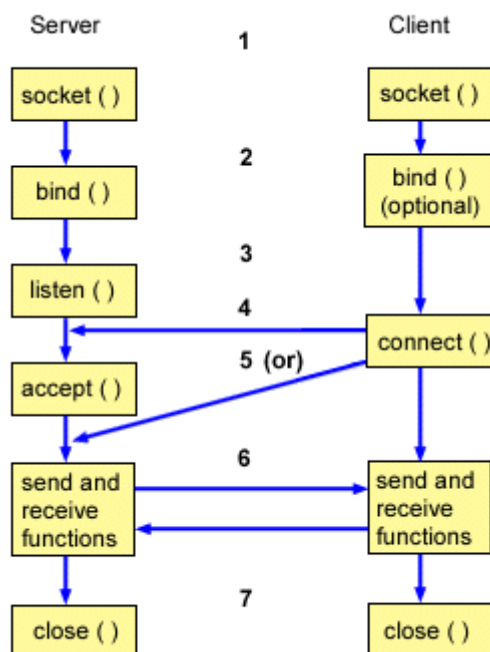 Server
1
Client
socket ( )
socket ( )
2
bind ( )
bind ( )
(optional)
3
listen ( )
4
connect ( )
5 (or)
accept ( )
6
send and
receive
functions
send and
receive
functions
7
close ( )
close ( )